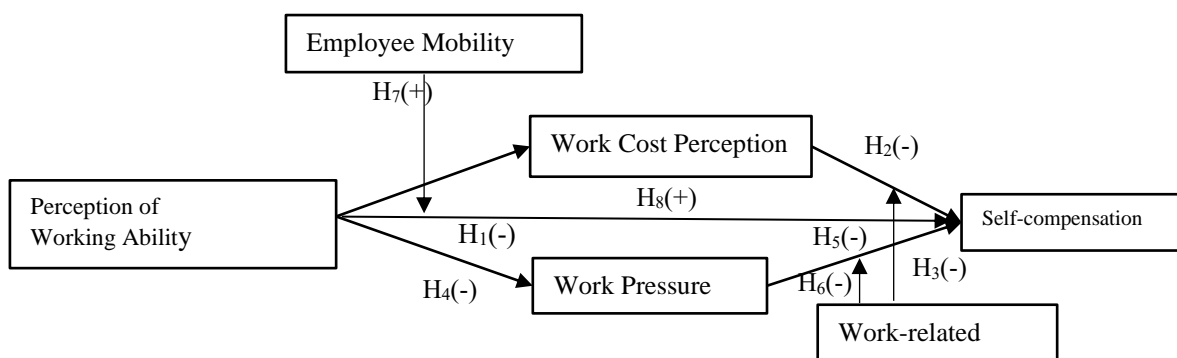 Employee Mobility
H₇(+)
Work Cost Perception
H₂(-)
Perception of
Working Ability
H₈(+)
Self-compensation
H₁(-)
H₅(-)
H₄(-)
Work Pressure
H₆(-)
H₃(-)
Work-related